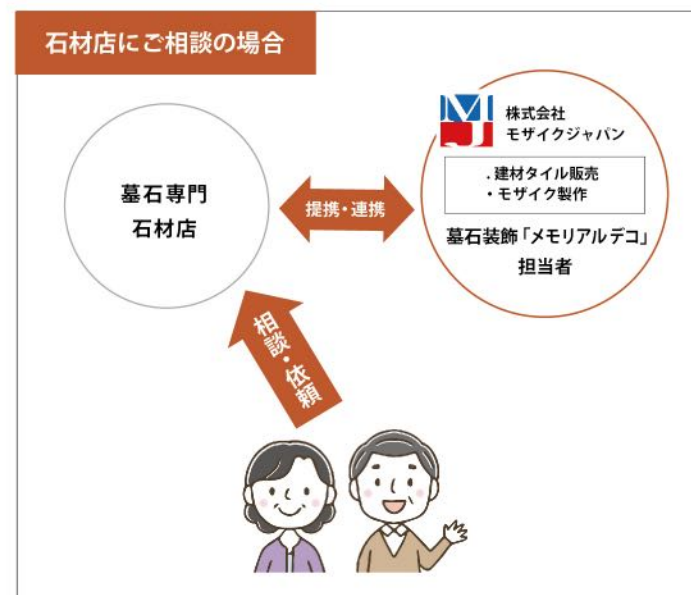 石材店にご相談の場合
MJ
株式会社
モザイクジャパン
．建材タイル販売
・モザイク製作
墓石専門
石材店
提携・連携
墓石装飾「メモリアルデコ」
担当者
相談・依頼